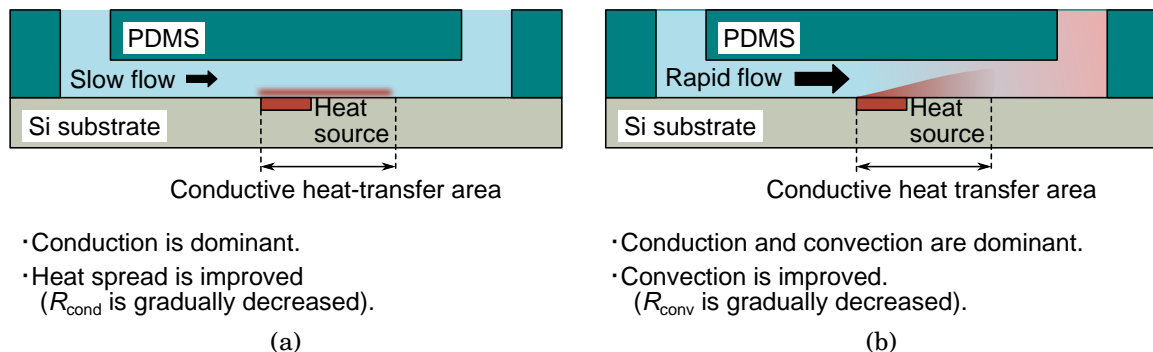 PDMS
Slow flow
Heat
source
Si substrate
Conductive heat-transfer area
·Conduction is dominant.
·Heat spread is improved
(Rcond is gradually decreased).
(a)
PDMS
Rapid flow
Heat
source
Si substrate
Conductive heat transfer area
·Conduction and convection are dominant.
·Convection is improved.
(Rconv is gradually decreased).
(b)